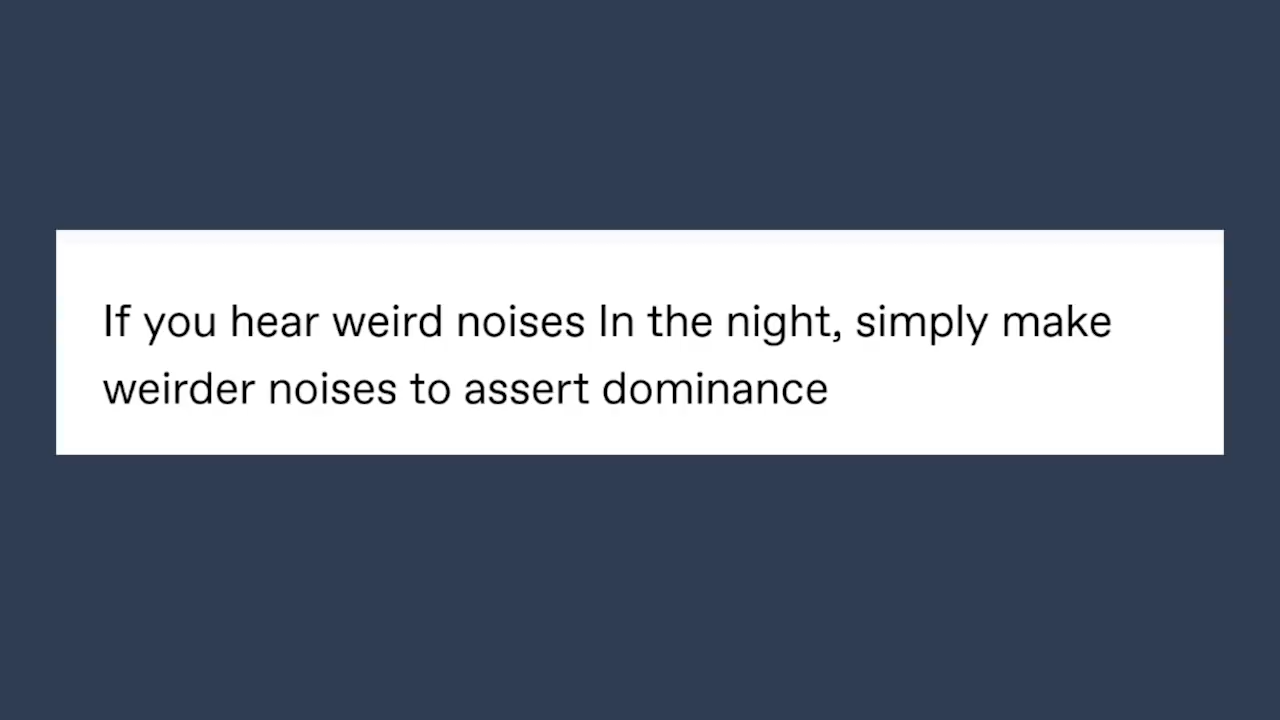 If you hear weird noises In the night, simply make
weirder noises to assert dominance